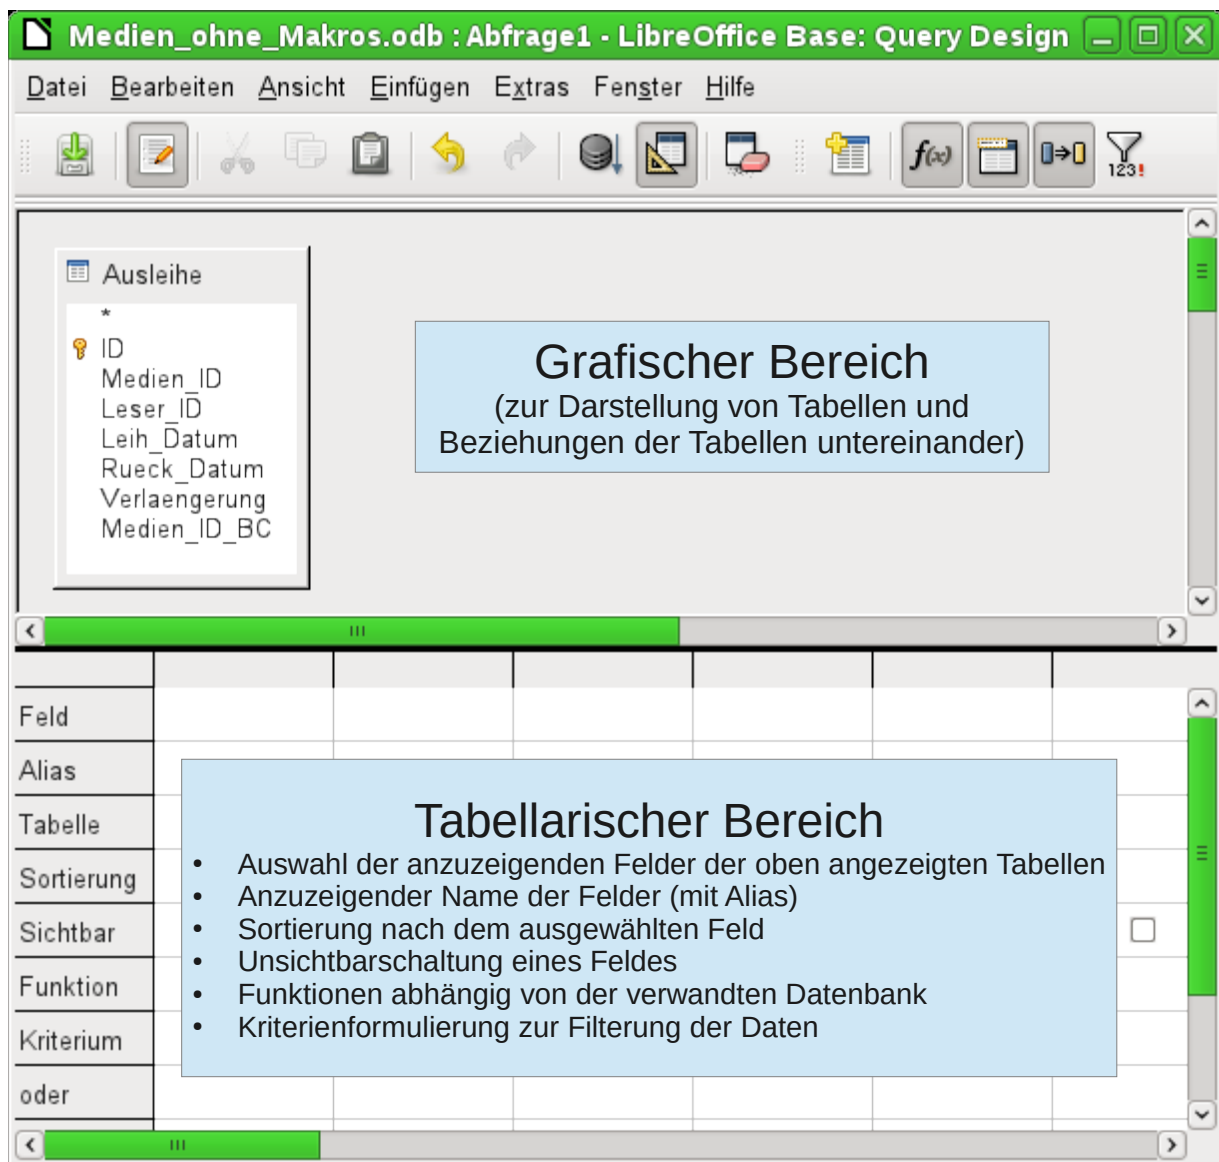 Medien_ohne_Makros.odb : Abfrage1 - LibreOffice Base: Query Design
Datei Bearbeiten Ansicht Einfügen Extras Fenster Hilfe
f(x)
123!
Ausleihe
*
ID
Medien_ID
Leser_ID
Leih_Datum
Rueck_Datum
Verlaengerung
Medien_ID_BC
Grafischer Bereich
(zur Darstellung von Tabellen und
Beziehungen der Tabellen untereinander)
Feld
Alias
Tabelle
Sortierung
Sichtbar
Funktion
Kriterium
oder
Tabellarischer Bereich
• Auswahl der anzuzeigenden Felder der oben angezeigten Tabellen
• Anzuzeigender Name der Felder (mit Alias)
• Sortierung nach dem ausgewählten Feld
• Unsichtbarschaltung eines Feldes
• Funktionen abhängig von der verwandten Datenbank
• Kriterienformulierung zur Filterung der Daten